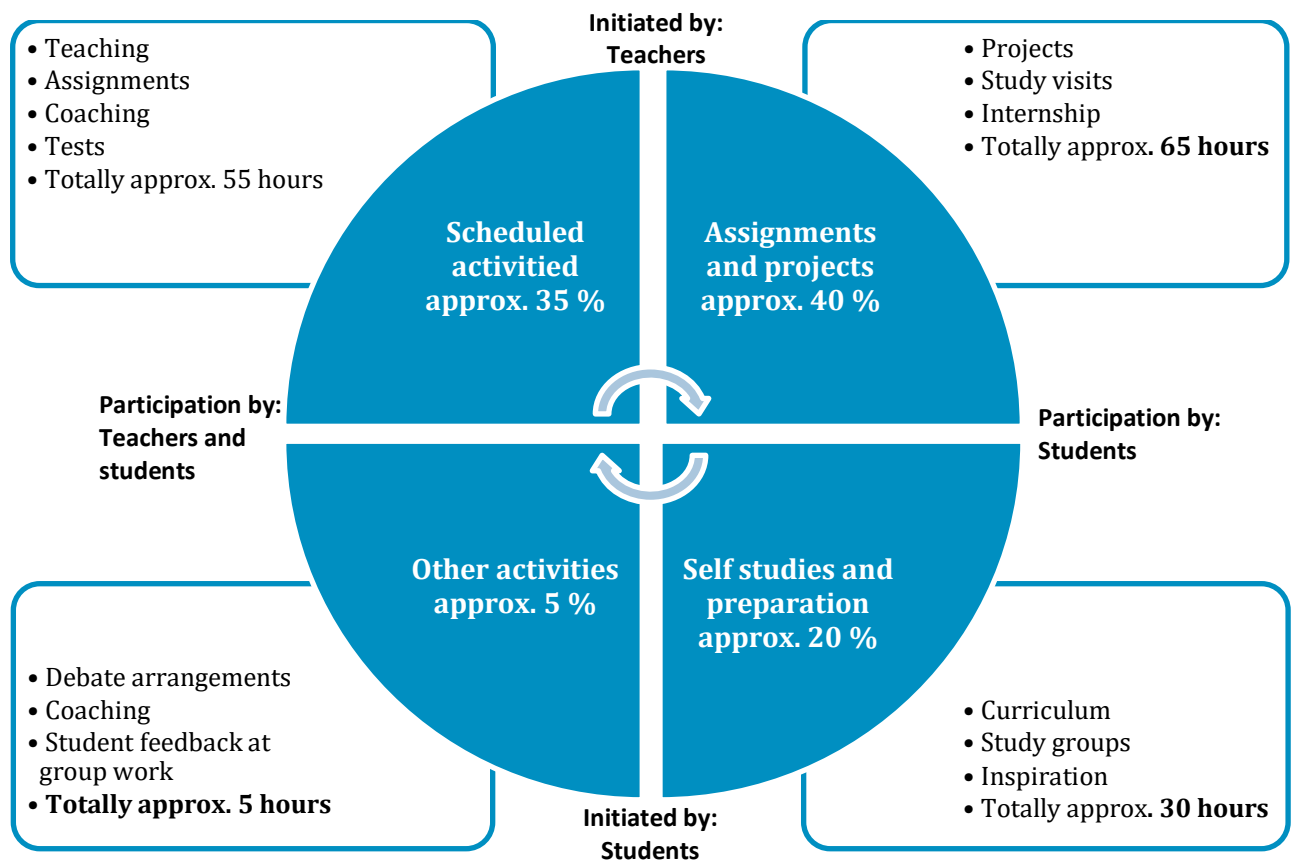 Initiated by:
Teachers
• Teaching
• Assignments
• Coaching
• Tests
• Totally approx. 55 hours
• Projects
• Study visits
• Internship
• Totally approx. 65 hours
Scheduled
activitied
approx. 35 %
Assignments
and projects
approx. 40 %
Participation by:
Teachers and
students
Participation by:
Students
Other activities
approx. 5 %
Self studies and
preparation
approx. 20 %
• Debate arrangements
• Coaching
• Student feedback at
group work
• Totally approx. 5 hours
• Curriculum
• Study groups
• Inspiration
• Totally approx. 30 hours
Initiated by:
Students